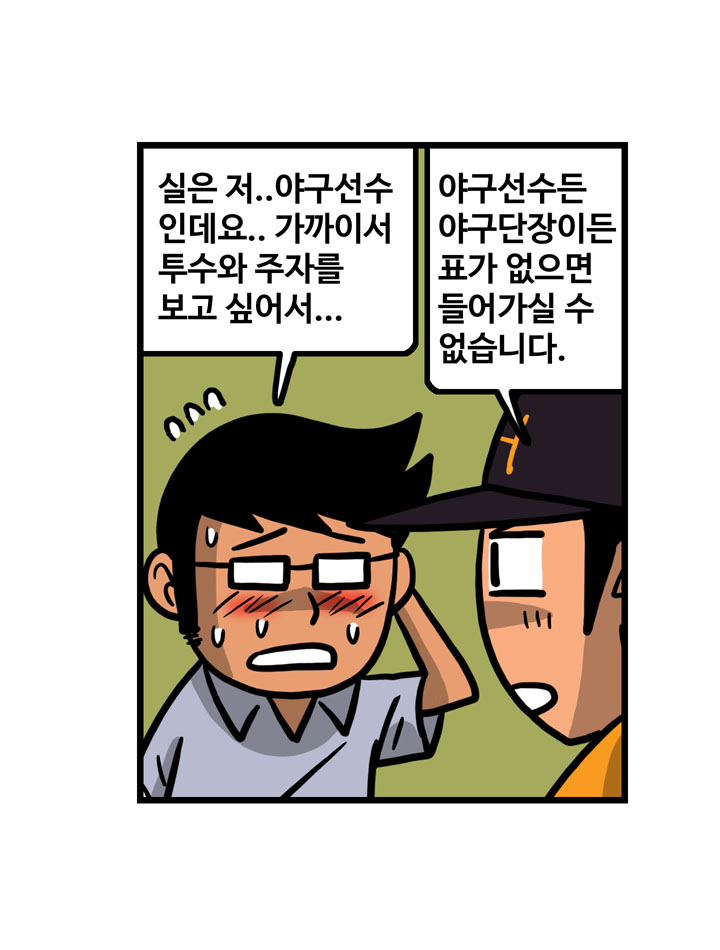 실은 저..야구선수
인데요.. 가까이서
투수와 주자를
보고 싶어서...
야구선수든
야구단장이든
표가 없으면
들어가실 수
없습니다.